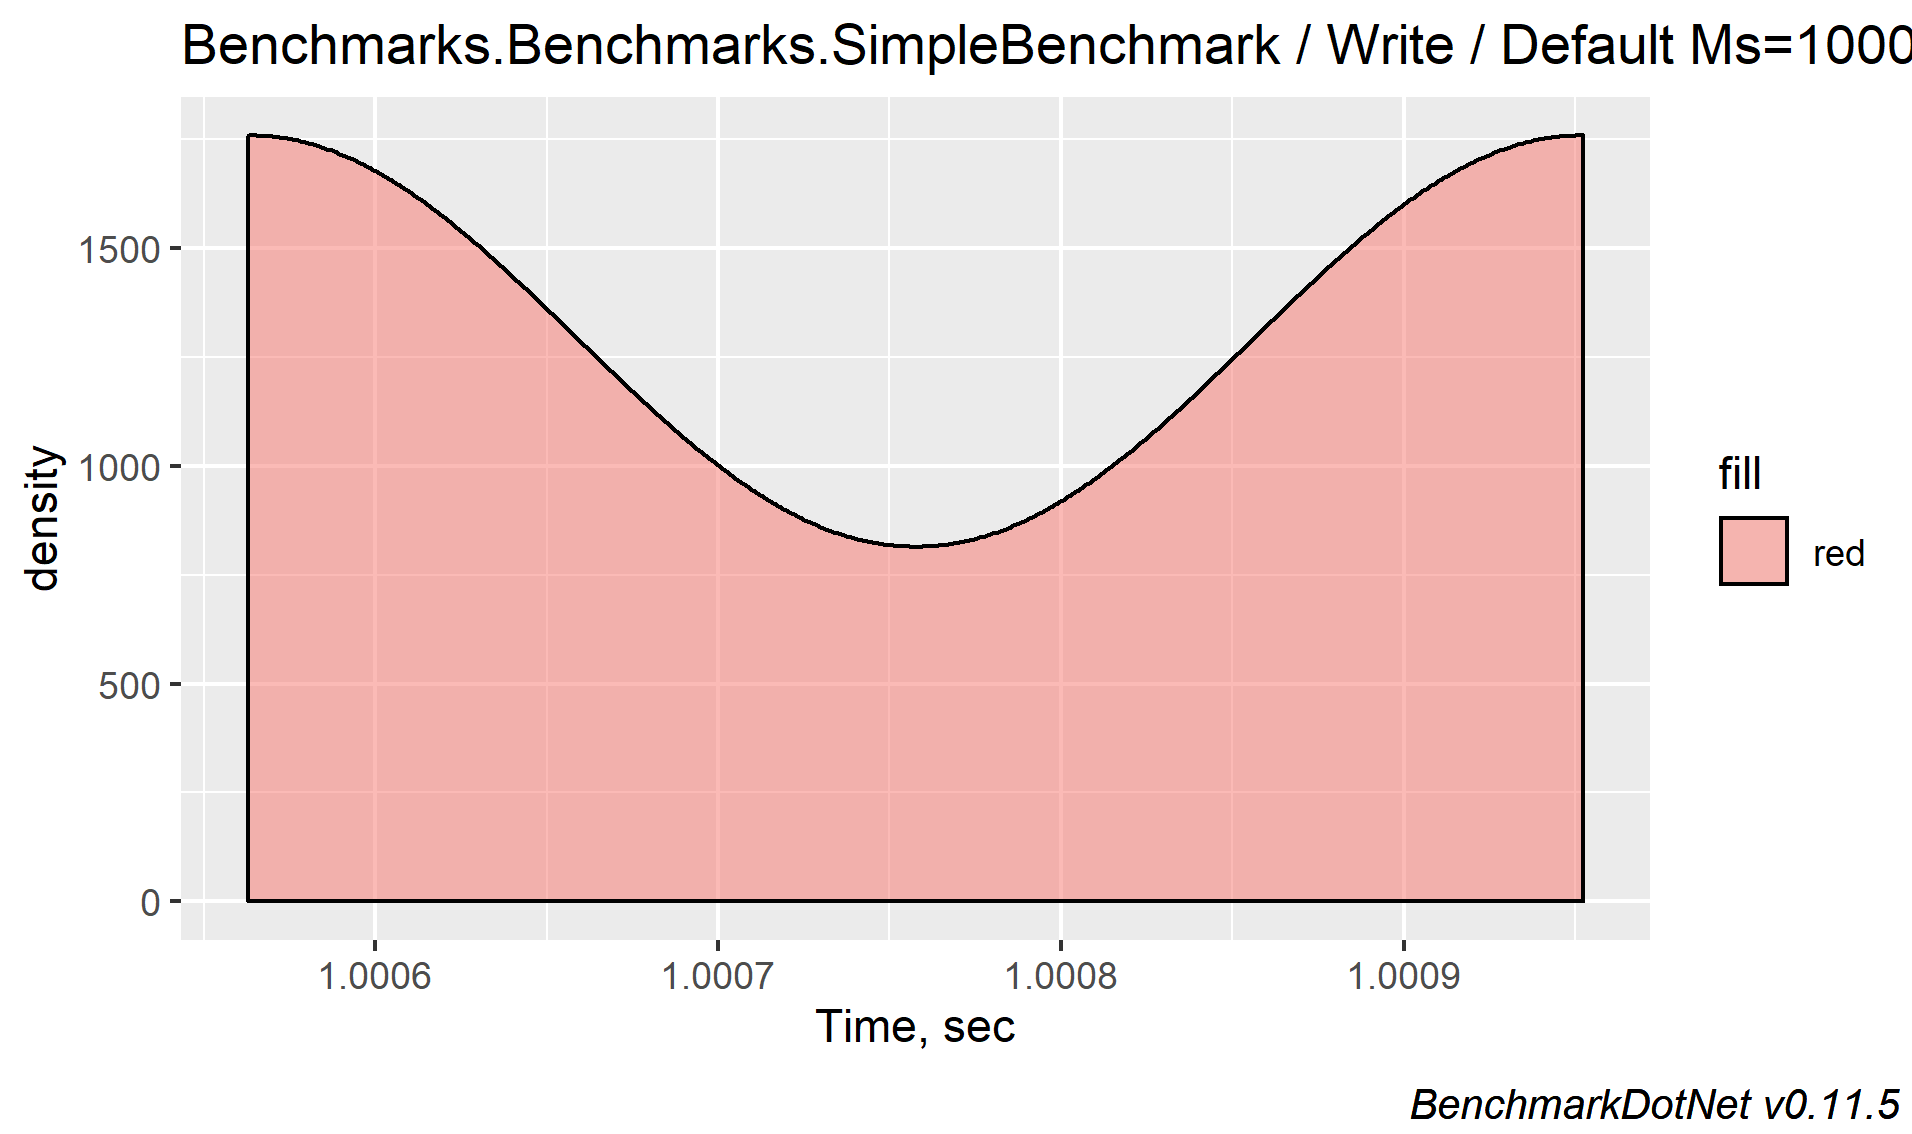 Benchmarks.Benchmarks.SimpleBenchmark / Write / Default Ms=1000
density
1500
1000
500
0
1.0006 1.0007 1.0008 1.0009
Time, sec
fill
red
BenchmarkDotNet v0.11.5